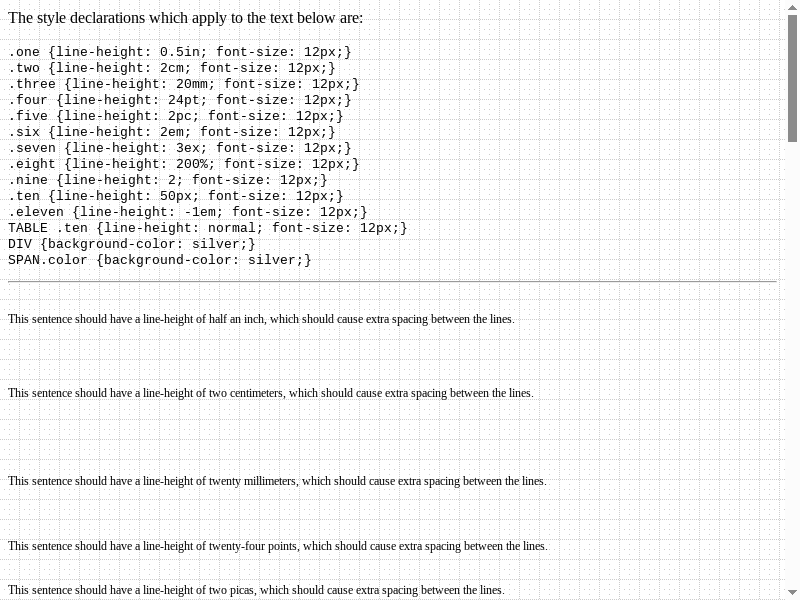 The style declarations which apply to the text below are:
.one {line-height: 0.5in; font-size: 12px;}
.two {line-height: 2cm; font-size: 12px;}
.three {line-height: 20mm; font-size: 12px;}
.four {line-height: 24pt; font-size: 12px;}
.five {line-height: 2pc; font-size: 12px;}
.six {line-height: 2em; font-size: 12px;}
.seven {line-height: 3ex; font-size: 12px;}
.eight {line-height: 200%; font-size: 12px;}
.nine {line-height: 2; font-size: 12px;}
.ten {line-height: 50px; font-size: 12px;}
.eleven {line-height: -1em; font-size: 12px;}
TABLE .ten {line-height: normal; font-size: 12px;}
DIV {background-color: silver;}
SPAN.color {background-color: silver;}
This sentence should have a line-height of half an inch, which should cause extra spacing between the lines.
This sentence should have a line-height of two centimeters, which should cause extra spacing between the lines.
This sentence should have a line-height of twenty millimeters, which should cause extra spacing between the lines.
This sentence should have a line-height of twenty-four points, which should cause extra spacing between the lines.
This sentence should have a line-height of two picas, which should cause extra spacing between the lines.